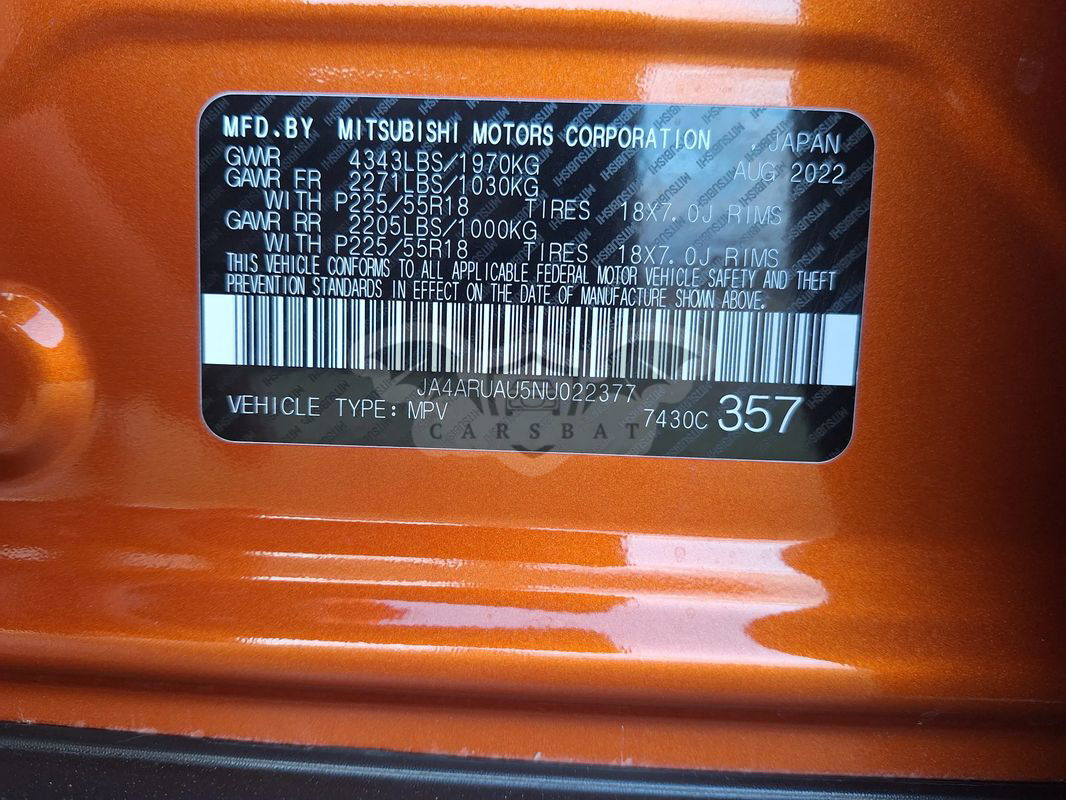 MFD.BY MITSUBISHI MOTORS CORPORATION , JAPAN
GVWR 4343LBS/1970KG AUG 2022
GAWR FR 2271LBS/1030KG
WITH P225/55R18 TIRES 18X7.0J RIMS
GAWR RR 2205LBS/1000KG
WITH P225/55R18 TIRES 18X7.0J RIMS
THIS VEHICLE CONFORMS TO ALL APPLICABLE FEDERAL MOTOR VEHICLE SAFETY AND THEFT
PREVENTION STANDARDS IN EFFECT ON THE DATE OF MANUFACTURE SHOWN ABOVE.
JA4ARUAU5NU022377
VEHICLE TYPE: MPV 7430C 357
CARSBAT